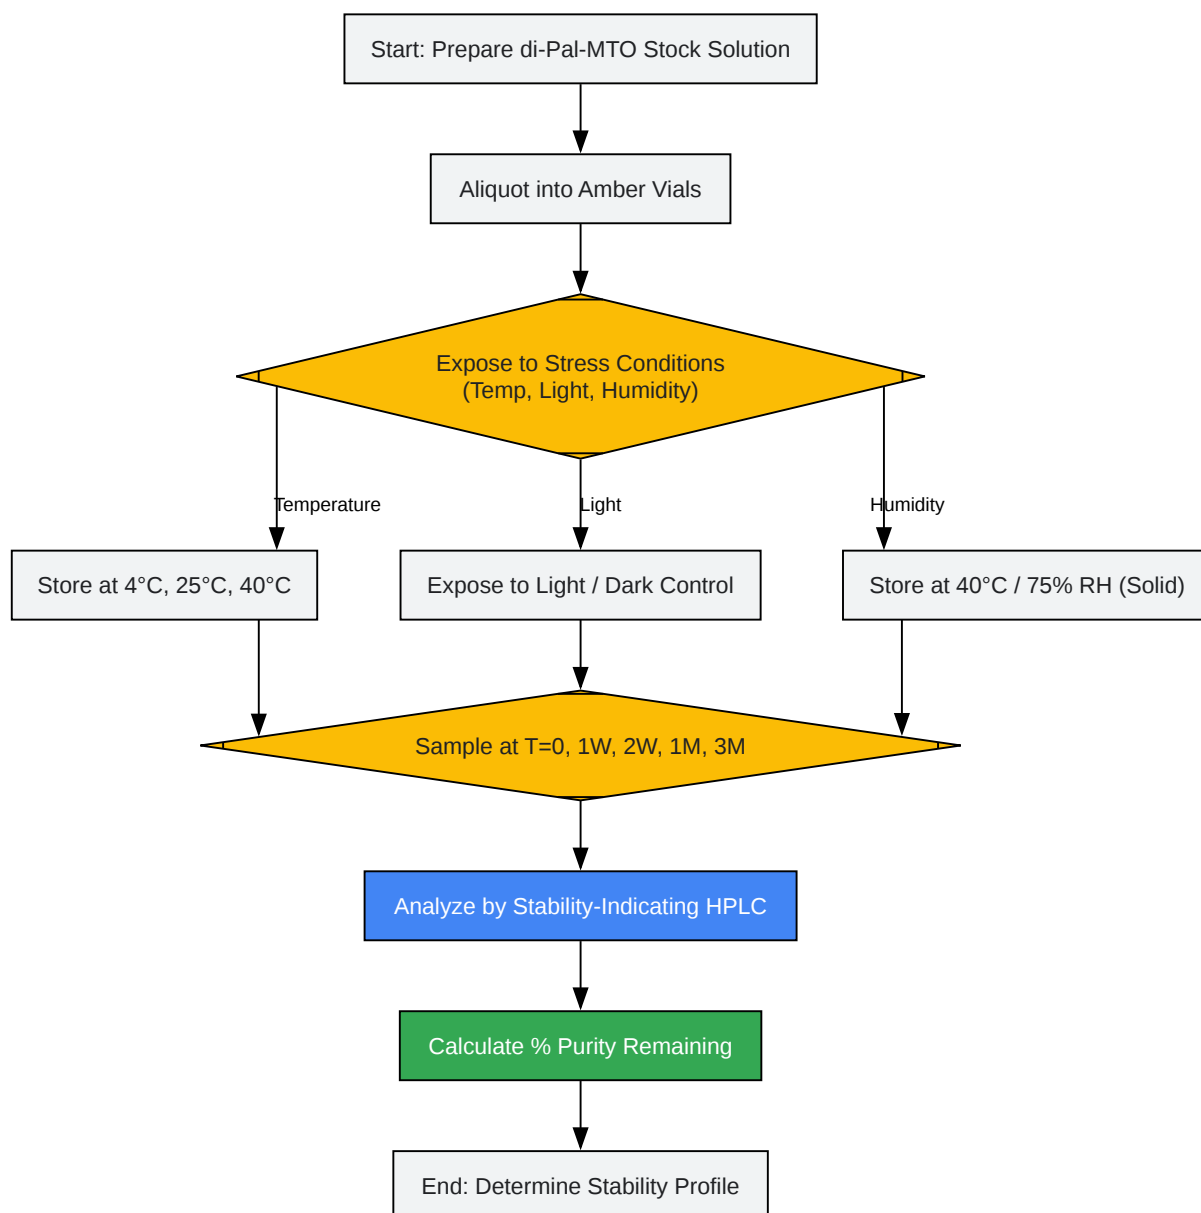 Start: Prepare di-Pal-MTO Stock Solution
Aliquot into Amber Vials
Expose to Stress Conditions
(Temp, Light, Humidity)
Temperature
Light
Humidity
Store at 4°C, 25°C, 40°C
Expose to Light / Dark Control
Store at 40°C / 75% RH (Solid)
Sample at T=0, 1W, 2W, 1M, 3M
Analyze by Stability-Indicating HPLC
Calculate % Purity Remaining
End: Determine Stability Profile